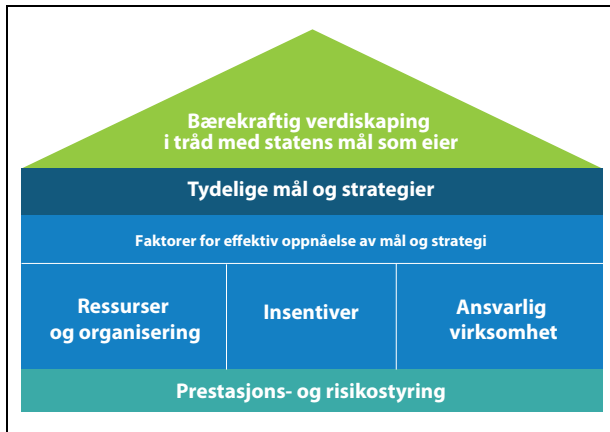 Bærekraftig verdiskaping
i tråd med statens mål som eier
Tydelige mål og strategier
Faktorer for effektiv oppnåelse av mål og strategi
Ressurser
og organisering
Insentiver
Ansvarlig
virksomhet
Prestasjons- og risikostyring